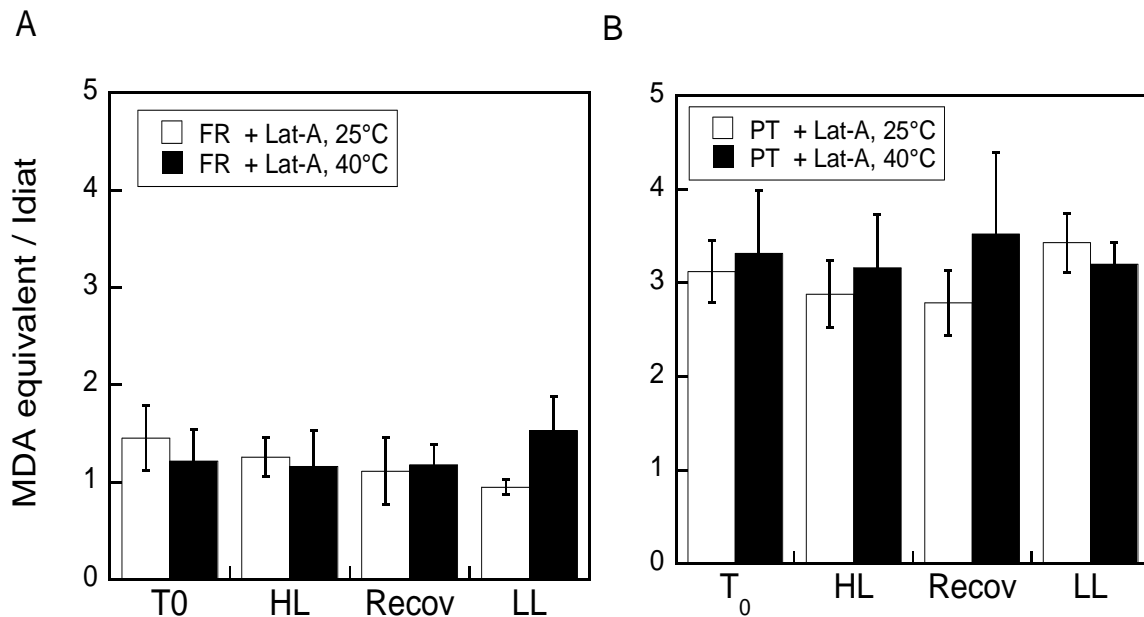 A
MDA equivalent / Idiat
5
4
3
2
1
0
FR + Lat-A, 25°C
FR + Lat-A, 40°C
T0 HL Recov LL
B
5
4
3
2
1
0
PT + Lat-A, 25°C
PT + Lat-A, 40°C
T₀ HL Recov LL